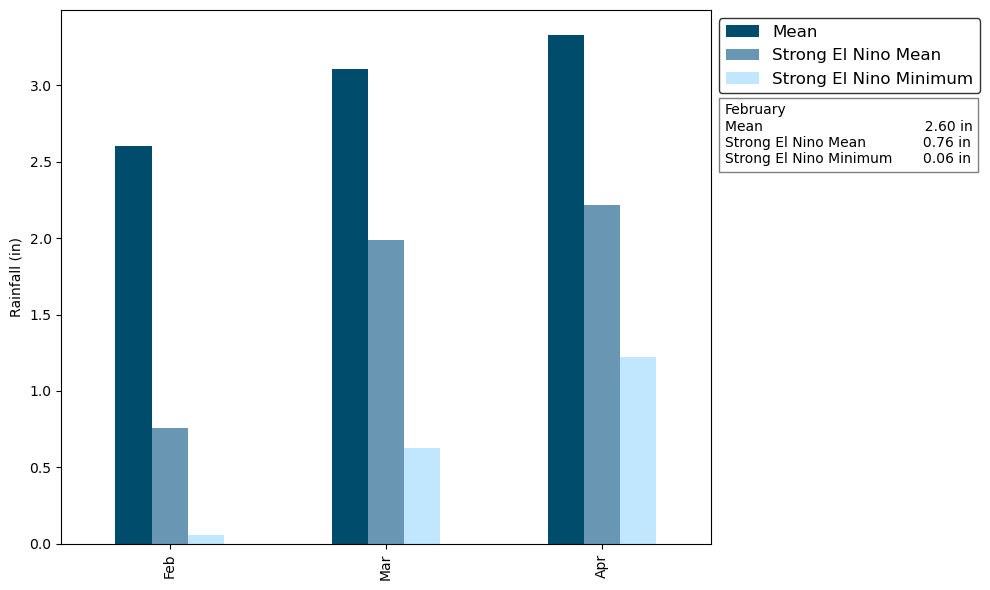 Mean
Strong El Nino Mean
Strong El Nino Minimum
February
Mean 2.60 in
Strong El Nino Mean 0.76 in
Strong El Nino Minimum 0.06 in
Rainfall (in)
3.0
2.5
2.0
1.5
1.0
0.5
0.0
Feb
Mar
Apr